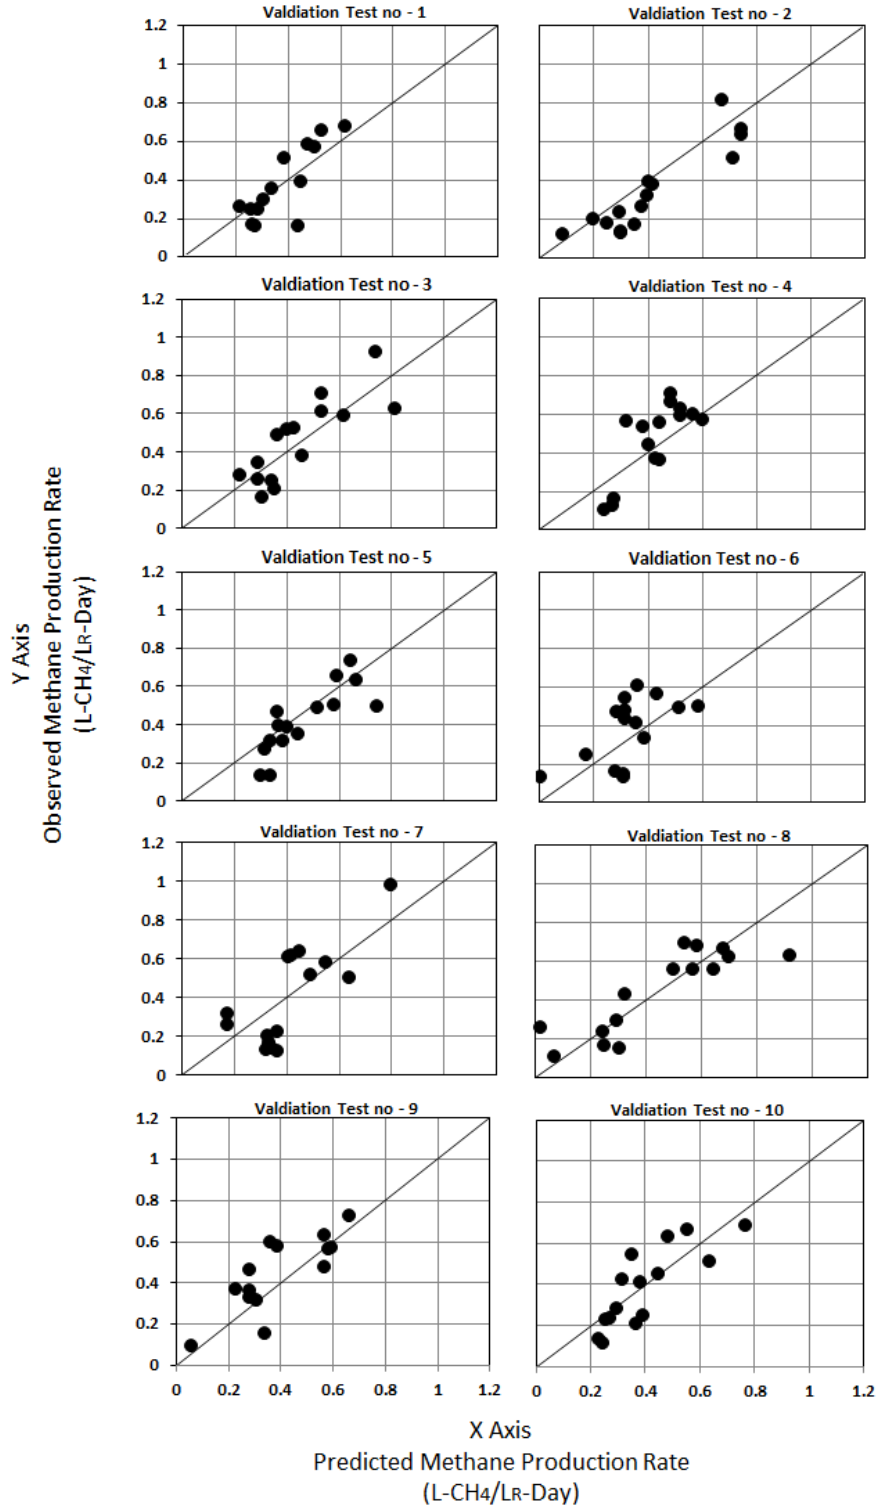 Valdiation Test no - 1
Valdiation Test no - 2
1.2
1
0.8
0.6
0.4
0.2
0
Valdiation Test no - 3
Valdiation Test no - 4
1.2
1
0.8
0.6
0.4
0.2
0
Valdiation Test no - 5
Valdiation Test no - 6
1.2
1
0.8
0.6
0.4
0.2
0
Valdiation Test no - 7
Valdiation Test no - 8
1.2
1
0.8
0.6
0.4
0.2
0
Valdiation Test no - 9
Valdiation Test no - 10
1.2
1
0.8
0.6
0.4
0.2
0
0 0.2 0.4 0.6 0.8 1 1.2
0 0.2 0.4 0.6 0.8 1 1.2
Y Axis
Observed Methane Production Rate
(L-CH4/LR-Day)
X Axis
Predicted Methane Production Rate
(L-CH4/LR-Day)